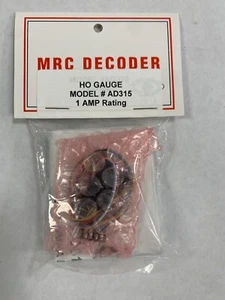 MRC DECODER
HO GAUGE
MODEL # AD315
1 AMP Rating